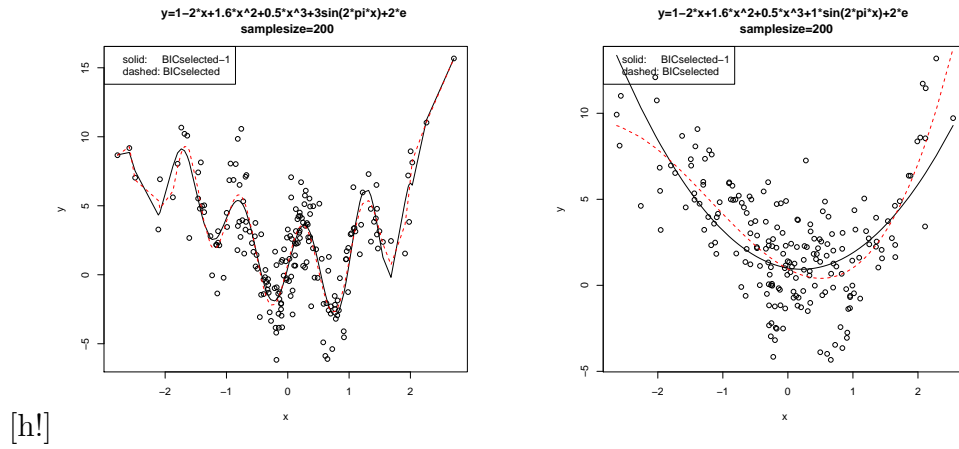 y=1−2*x+1.6*x^2+0.5*x^3+3sin(2*pi*x)+2*e
samplesize=200
solid: BICselected−1
dashed: BICselected
15
10
5
0
−5
y
−2
−1
0
1
2
x
y=1−2*x+1.6*x^2+0.5*x^3+1*sin(2*pi*x)+2*e
samplesize=200
solid: BICselected−1
dashed: BICselected
10
5
0
−5
y
−2
−1
0
1
2
x
[h!]